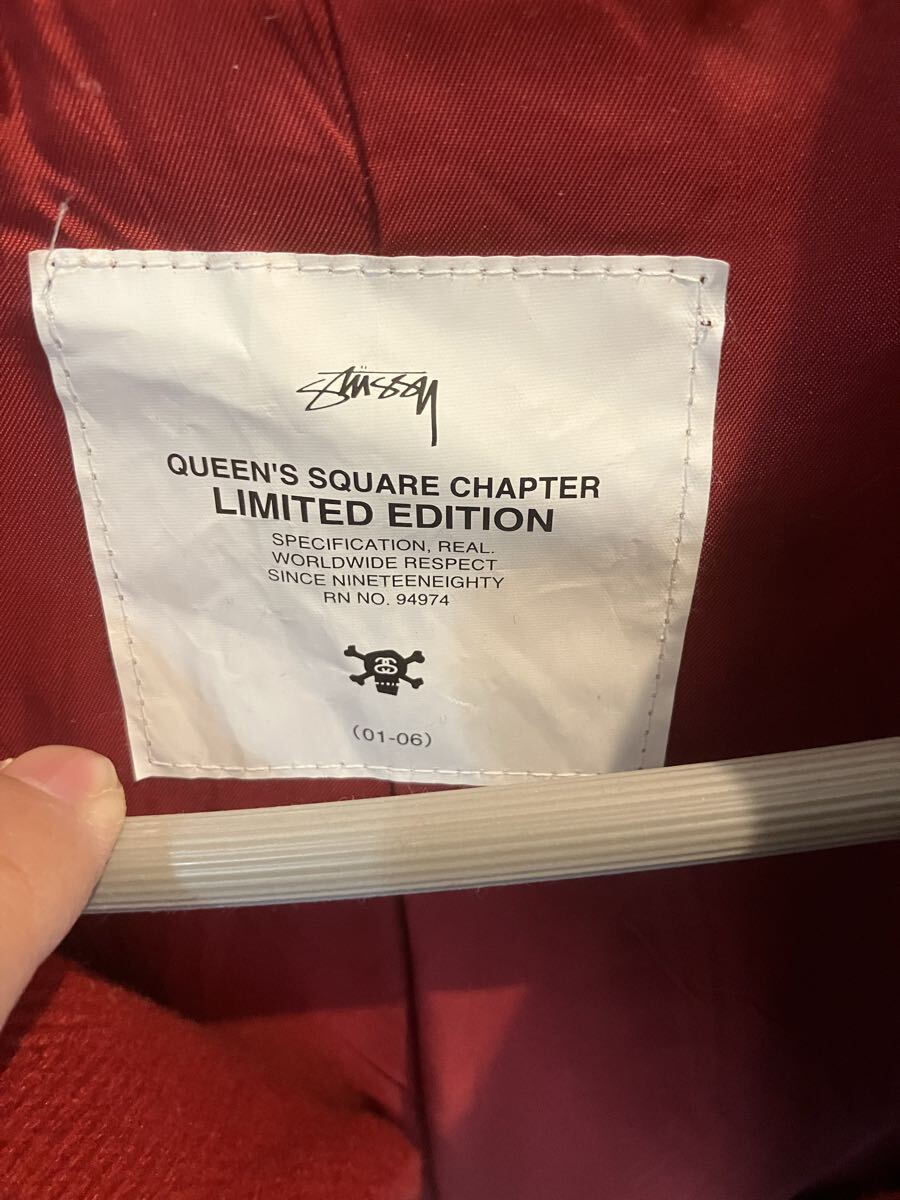 Stüssy
QUEEN'S SQUARE CHAPTER
LIMITED EDITION
SPECIFICATION, REAL.
WORLDWIDE RESPECT
SINCE NINETEENEIGHTY
RN NO. 94974
(01-06)